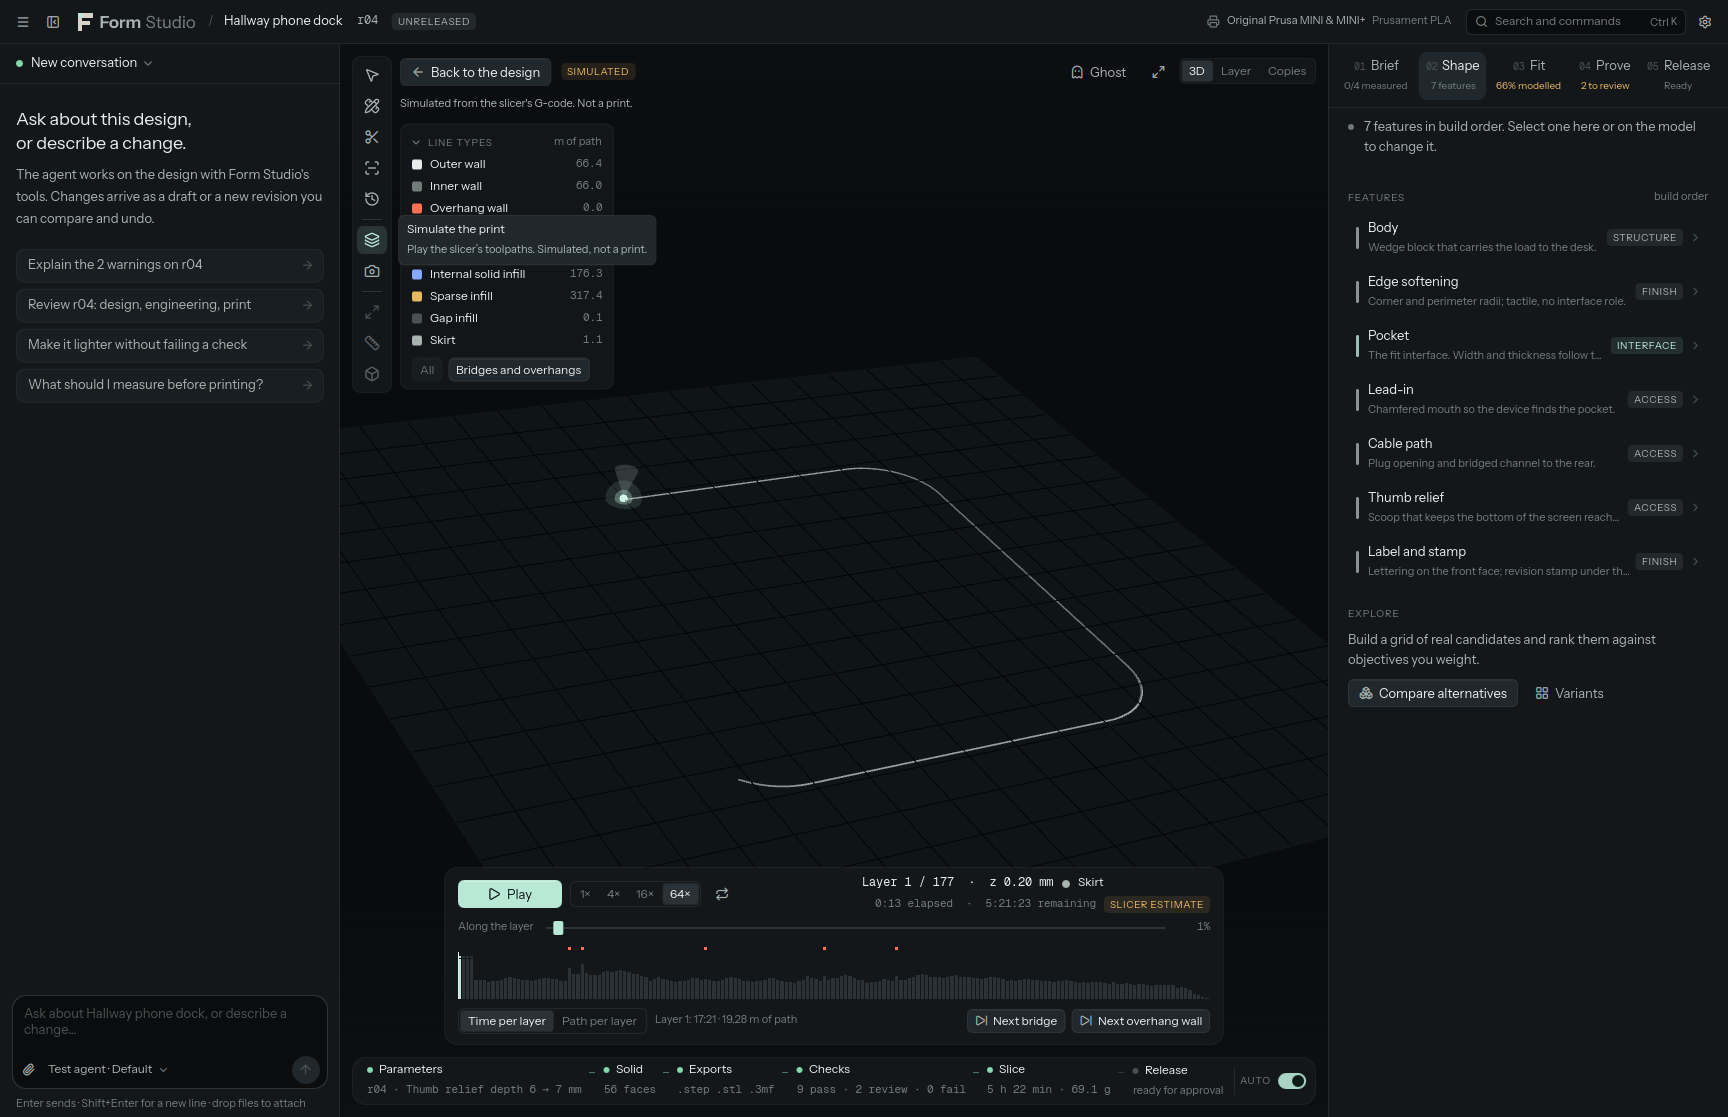 Form Studio / Hallway phone dock r04 UNRELEASED
Original Prusa MINI & MINI+ Prusament PLA
Search and commands Ctrl K
New conversation
Ask about this design,
or describe a change.
The agent works on the design with Form Studio's
tools. Changes arrive as a draft or a new revision you
can compare and undo.
Explain the 2 warnings on r04
Review r04: design, engineering, print
Make it lighter without failing a check
What should I measure before printing?
Ask about Hallway phone dock, or describe a
change...
Test agent · Default
Enter sends · Shift+Enter for a new line · drop files to attach
Back to the design SIMULATED
Ghost 3D Layer Copies
Simulated from the slicer's G-code. Not a print.
LINE TYPES m of path
Outer wall 66.4
Inner wall 66.0
Overhang wall 0.0
Simulate the print
Play the slicer's toolpaths. Simulated, not a print.
Internal solid infill 176.3
Sparse infill 317.4
Gap infill 0.1
Skirt 1.1
All Bridges and overhangs
Play 1× 4× 16× 64×
Layer 1 / 177 · z 0.20 mm Skirt
0:13 elapsed · 5:21:23 remaining SLICER ESTIMATE
Along the layer 1%
Time per layer Path per layer Layer 1: 17:21 · 19.28 m of path
Next bridge Next overhang wall
Parameters
r04 · Thumb relief depth 6 → 7 mm
Solid
56 faces
Exports
.step .stl .3mf
Checks
9 pass · 2 review · 0 fail
Slice
5 h 22 min · 69.1 g
Release
ready for approval
AUTO
01 Brief
0/4 measured
02 Shape
7 features
03 Fit
66% modelled
04 Prove
2 to review
05 Release
Ready
7 features in build order. Select one here or on the model
to change it.
FEATURES build order
Body
Wedge block that carries the load to the desk.
STRUCTURE
Edge softening
Corner and perimeter radii; tactile, no interface role.
FINISH
Pocket
The fit interface. Width and thickness follow t...
INTERFACE
Lead-in
Chamfered mouth so the device finds the pocket.
ACCESS
Cable path
Plug opening and bridged channel to the rear.
ACCESS
Thumb relief
Scoop that keeps the bottom of the screen reach...
ACCESS
Label and stamp
Lettering on the front face; revision stamp under th...
FINISH
EXPLORE
Build a grid of real candidates and rank them against
objectives you weight.
Compare alternatives Variants